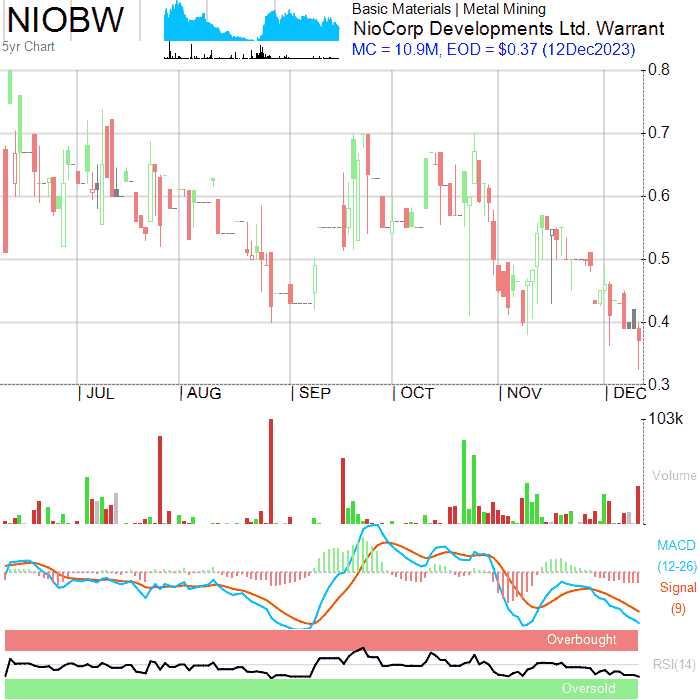 NIOBW
5yr Chart
Basic Materials | Metal Mining
NioCorp Developments Ltd. Warrant
MC = 10.9M, EOD = $0.37 (12Dec2023)
0.8
0.7
0.6
0.5
0.4
0.3
JUL
AUG
SEP
OCT
NOV
DEC
103k
Volume
MACD
(12-26)
Signal
(9)
Overbought
RSI(14)
Oversold